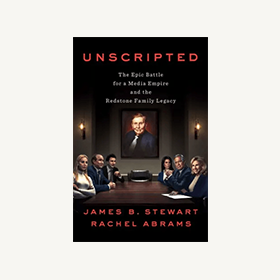 UNSCRIPTED
The Epic Battle
for a Media Empire
and the
Redstone Family Legacy
JAMES B. STEWART
RACHEL ABRAMS